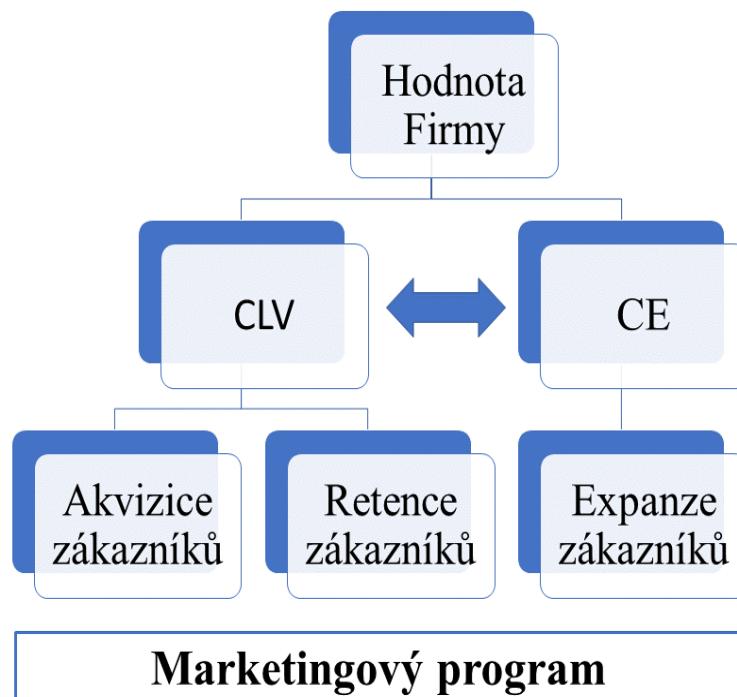 Hodnota
Firmy
CLV
CE
Akvizice
zákazníků
Retence
zákazníků
Expanze
zákazníků
Marketingový program